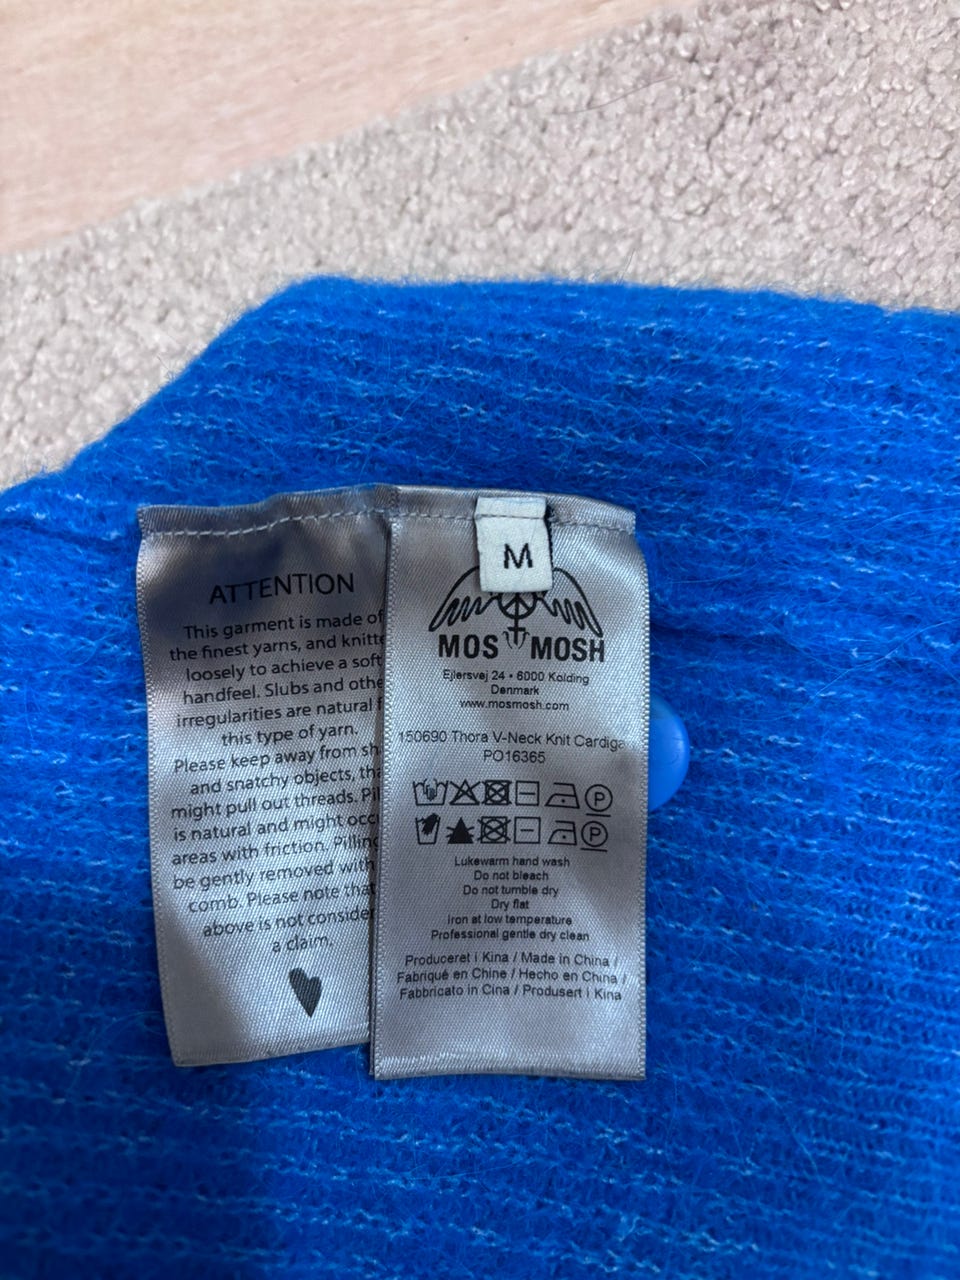 ATTENTION
This garment is made of
the finest yarns, and knitte
loosely to achieve a soft
handfeel. Slubs and othe
irregularities are natural f
this type of yarn.
Please keep away from sh
and snatchy objects, tha
might pull out threads. Pil
is natural and might occ
areas with friction. Pilling
be gently removed with
comb. Please note that
above is not consider
a claim.
M
MOS MOSH
Ejlersvej 24 • 6000 Kolding
Denmark
www.mosmosh.com
150690 Thora V-Neck Knit Cardiga
PO16365
P
P
Lukewarm hand wash
Do not bleach
Do not tumble dry
Dry flat
Iron at low temperature
Professional gentle dry clean
Produceret i Kina / Made in China /
Fabriqué en Chine / Hecho en China /
Fabbricato in Cina / Produsert i Kina